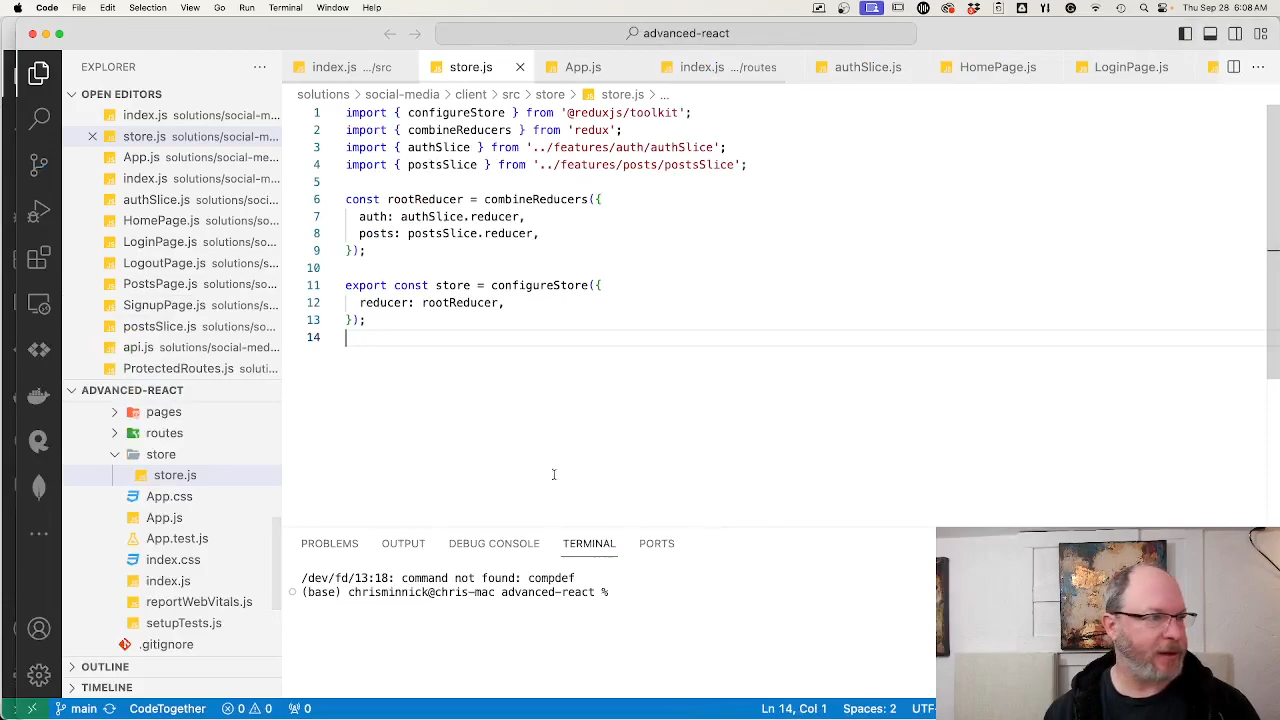 Code File Edit Selection View Go Run Terminal Window Help Thu Sep 28 6:08 AM
advanced-react
EXPLORER
OPEN EDITORS
index.js solutions/social-m...
store.js solutions/social-m...
App.js solutions/social-me...
index.js solutions/social-m...
authSlice.js solutions/soci...
HomePage.js solutions/so...
LoginPage.js solutions/so...
LogoutPage.js solutions/s...
PostsPage.js solutions/so...
SignupPage.js solutions/s...
postsSlice.js solutions/so...
api.js solutions/social-med...
ProtectedRoutes.js soluti...
ADVANCED-REACT
pages
routes
store
store.js
App.css
App.js
App.test.js
index.css
index.js
reportWebVitals.js
setupTests.js
.gitignore
OUTLINE
TIMELINE
index.js .../src store.js App.js index.js .../routes authSlice.js HomePage.js LoginPage.js
solutions > social-media > client > src > store > store.js > ...
1 import { configureStore } from '@reduxjs/toolkit';
2 import { combineReducers } from 'redux';
3 import { authSlice } from '../features/auth/authSlice';
4 import { postsSlice } from '../features/posts/postsSlice';
5
6 const rootReducer = combineReducers({
7 auth: authSlice.reducer,
8 posts: postsSlice.reducer,
9 });
10
11 export const store = configureStore({
12 reducer: rootReducer,
13 });
14
PROBLEMS OUTPUT DEBUG CONSOLE TERMINAL PORTS
/dev/fd/13:18: command not found: compdef
(base) chrisminnick@chris-mac advanced-react %
main CodeTogether 0 0 0 Ln 14, Col 1 Spaces: 2 UTF-